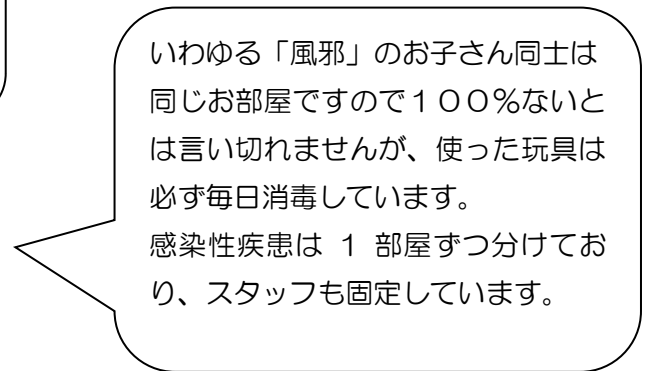 いわゆる「風邪」のお子さん同士は
同じお部屋ですので１００％ないと
は言い切れませんが、使った玩具は
必ず毎日消毒しています。
感染性疾患は 1 部屋ずつ分けてお
り、スタッフも固定しています。